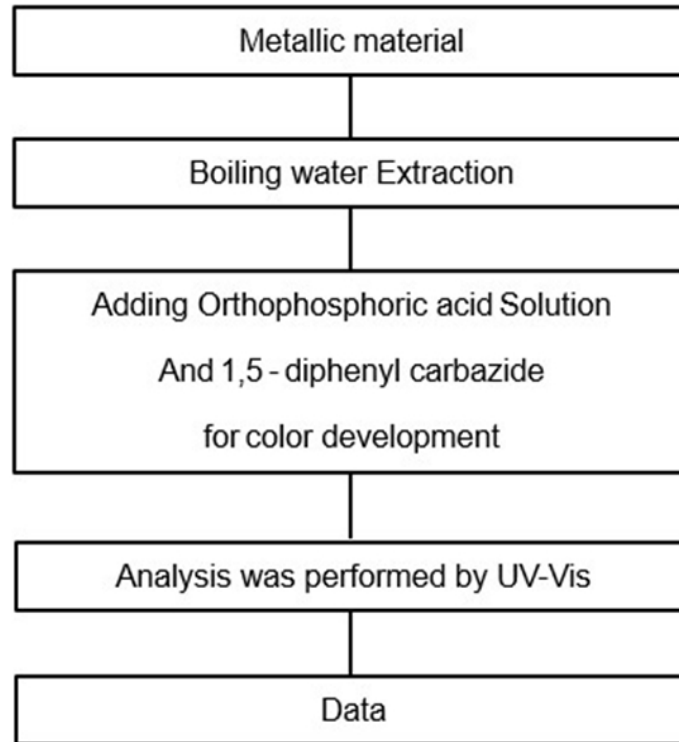 Metallic material
Boiling water Extraction
Adding Orthophosphoric acid Solution
And 1,5 - diphenyl carbazide
for color development
Analysis was performed by UV-Vis
Data